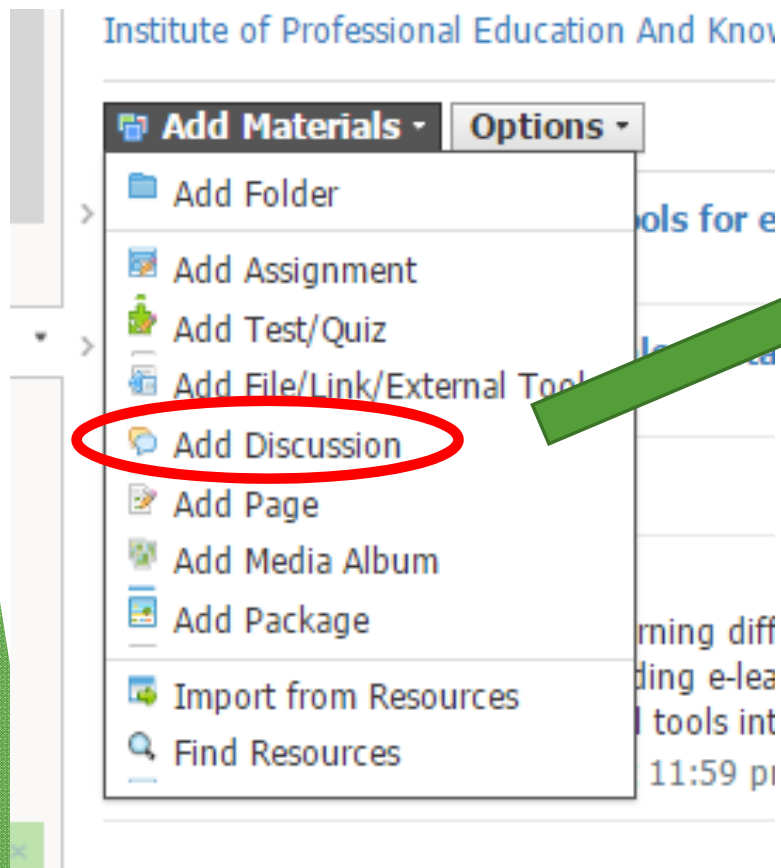 Institute of Professional Education And
Add Materials Options
Add Folder
ols for e
Add Assignment
Add Test/Quiz
Add File/Link/External Tool
Add Discussion
Add Page
Add Media Album
Add Package
rning diff
ding e-lea
tools int
Import from Resources
Find Resources
11:59 p